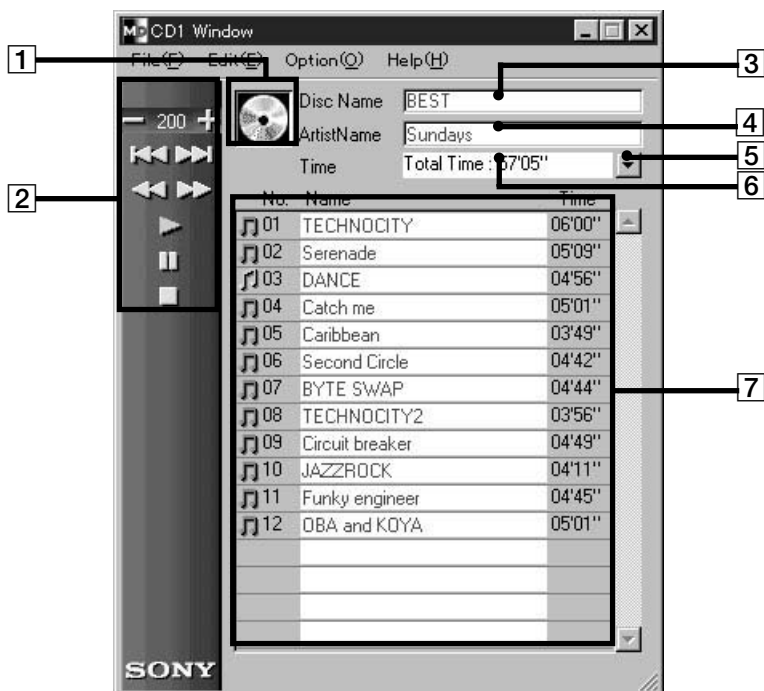 MD CD1 Window
File(F) Edit(E) Option(O) Help(H)
1
2
3
4
5
6
7
200
Disc Name BEST
ArtistName Sundays
Time Total Time : 57'05''
No. Name Time
01 TECHNOCITY 06'00''
02 Serenade 05'09''
03 DANCE 04'56''
04 Catch me 05'01''
05 Caribbean 03'49''
06 Second Circle 04'42''
07 BYTE SWAP 04'44''
08 TECHNOCITY2 03'56''
09 Circuit breaker 04'49''
10 JAZZROCK 04'11''
11 Funky engineer 04'45''
12 OBA and KOYA 05'01''
SONY